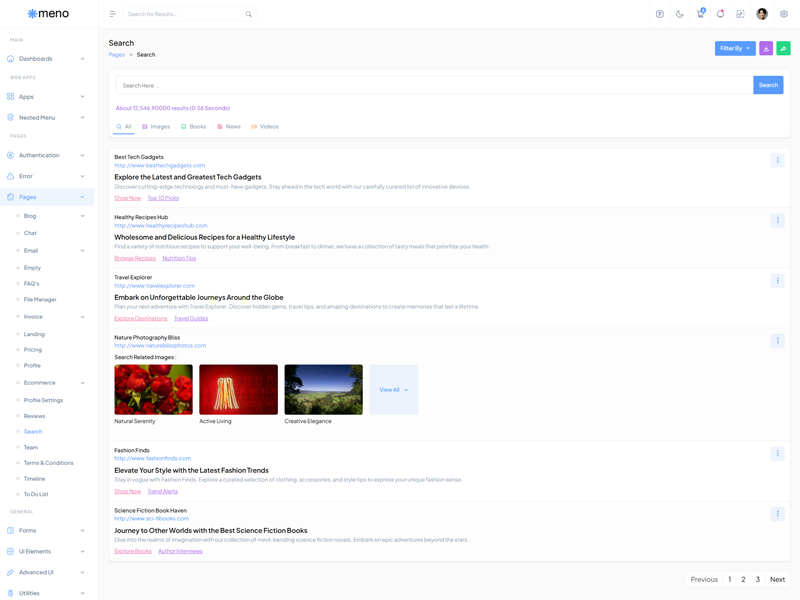 meno
Search for Results...
4
MAIN
Dashboards
WEB APPS
Apps
Nested Menu
PAGES
Authentication
Error
Pages
Blog
Chat
Email
Empty
FAQ's
File Manager
Invoice
Landing
Pricing
Profile
Ecommerce
Profile Settings
Reviews
Search
Team
Terms & Conditions
Timeline
To Do List
GENERAL
Forms
Ui Elements
Advanced UI
Utilities
Search
Pages » Search
Filter By
Search Here ...
Search
About 12,546,90000 results (0.56 Seconds) .
All Images Books News Videos
Best Tech Gadgets
http://www.besttechgadgets.com
Explore the Latest and Greatest Tech Gadgets
Discover cutting-edge technology and must-have gadgets. Stay ahead in the tech world with our carefully curated list of innovative devices.
Shop Now Top 10 Picks
Healthy Recipes Hub
http://www.healthyrecipeshub.com
Wholesome and Delicious Recipes for a Healthy Lifestyle
Find a variety of nutritious recipes to support your well-being. From breakfast to dinner, we have a collection of tasty meals that prioritize your health.
Browse Recipes Nutrition Tips
Travel Explorer
http://www.travelexplorer.com
Embark on Unforgettable Journeys Around the Globe
Plan your next adventure with Travel Explorer. Discover hidden gems, travel tips, and amazing destinations to create memories that last a lifetime.
Explore Destinations Travel Guides
Nature Photography Bliss
http://www.natureblissphotos.com
Search Related Images :
View All →
Natural Serenity Active Living Creative Elegance
Fashion Finds
http://www.fashionfinds.com
Elevate Your Style with the Latest Fashion Trends
Stay in vogue with Fashion Finds. Explore a curated selection of clothing, accessories, and style tips to express your unique fashion sense.
Shop Now Trend Alerts
Science Fiction Book Haven
http://www.sci-fibooks.com
Journey to Other Worlds with the Best Science Fiction Books
Dive into the realms of imagination with our collection of mind-bending science fiction novels. Embark on epic adventures beyond the stars.
Explore Books Author Interviews
Previous 1 2 3 Next